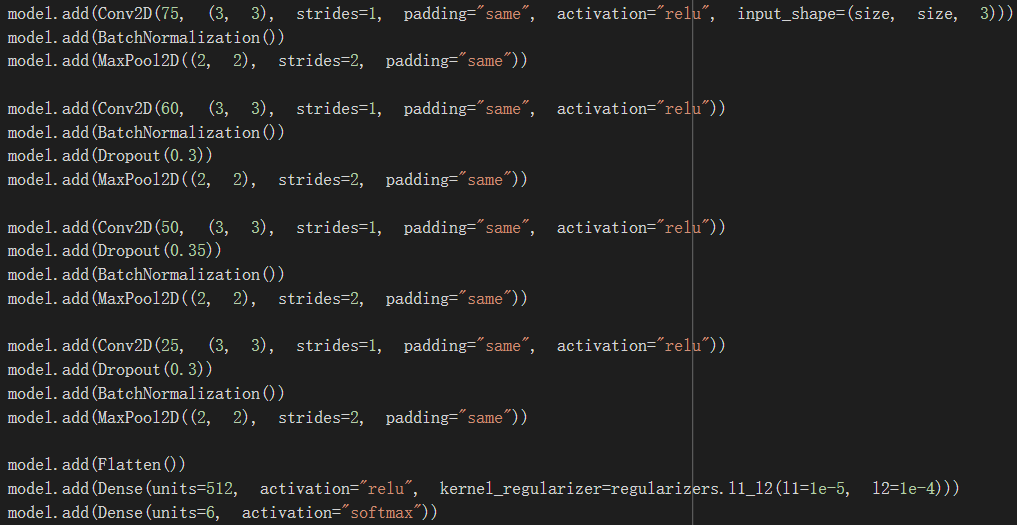 model.add(Conv2D(75, (3, 3), strides=1, padding="same", activation="relu", input_shape=(size, size, 3)))
model.add(BatchNormalization())
model.add(MaxPool2D((2, 2), strides=2, padding="same"))
model.add(Conv2D(60, (3, 3), strides=1, padding="same", activation="relu"))
model.add(BatchNormalization())
model.add(Dropout(0.3))
model.add(MaxPool2D((2, 2), strides=2, padding="same"))
model.add(Conv2D(50, (3, 3), strides=1, padding="same", activation="relu"))
model.add(Dropout(0.35))
model.add(BatchNormalization())
model.add(MaxPool2D((2, 2), strides=2, padding="same"))
model.add(Conv2D(25, (3, 3), strides=1, padding="same", activation="relu"))
model.add(Dropout(0.3))
model.add(BatchNormalization())
model.add(MaxPool2D((2, 2), strides=2, padding="same"))
model.add(Flatten())
model.add(Dense(units=512, activation="relu", kernel_regularizer=regularizers.l1_l2(l1=1e-5, l2=1e-4)))
model.add(Dense(units=6, activation="softmax"))